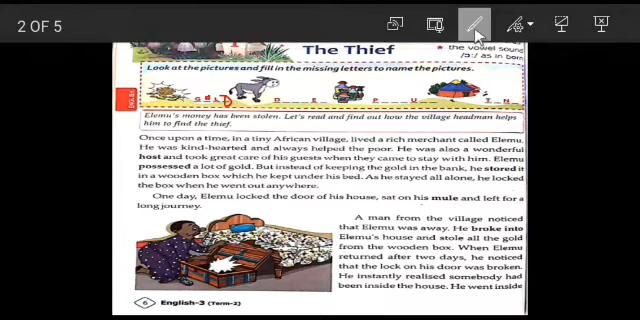 2 OF 5
The Thief
★ the vowel sound
/ɔ:/ as in born
Look at the pictures and fill in the missing letters to name the pictures.
G o L D
D E
P U
T N
ENGLISH
Elemu's money has been stolen. Let's read and find out how the village headman helps
him to find the thief.
Once upon a time, in a tiny African village, lived a rich merchant called Elemu.
He was kind-hearted and always helped the poor. He was also a wonderful
host and took great care of his guests when they came to stay with him. Elemu
possessed a lot of gold. But instead of keeping the gold in the bank, he stored it
in a wooden box which he kept under his bed. As he stayed all alone, he locked
the box when he went out anywhere.
One day, Elemu locked the door of his house, sat on his mule and left for a
long journey.
A man from the village noticed
that Elemu was away. He broke into
Elemu's house and stole all the gold
from the wooden box. When Elemu
returned after two days, he noticed
that the lock on his door was broken.
He instantly realised somebody had
been inside the house. He went inside
6 English-3 (Term-2)